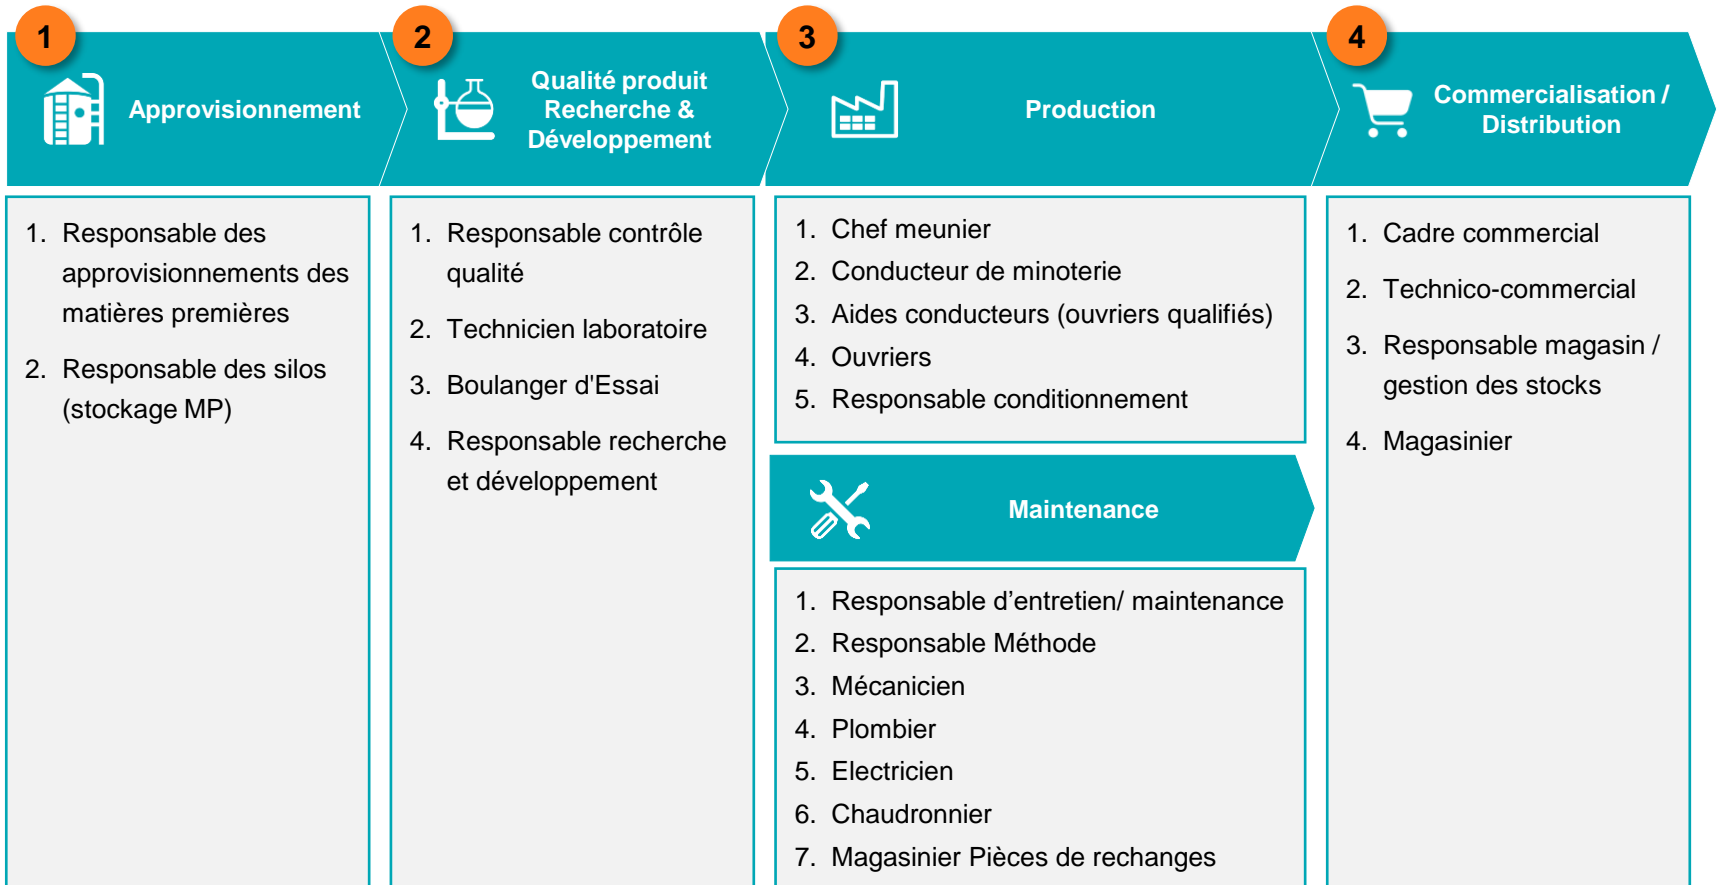 1
Approvisionnement
1. Responsable des
approvisionnements des
matières premières
2. Responsable des silos
(stockage MP)
2
Qualité produit
Recherche &
Développement
1. Responsable contrôle
qualité
2. Technicien laboratoire
3. Boulanger d'Essai
4. Responsable recherche
et développement
3
Production
1. Chef meunier
2. Conducteur de minoterie
3. Aides conducteurs (ouvriers qualifiés)
4. Ouvriers
5. Responsable conditionnement
Maintenance
1. Responsable d’entretien/ maintenance
2. Responsable Méthode
3. Mécanicien
4. Plombier
5. Electricien
6. Chaudronnier
7. Magasinier Pièces de rechanges
4
Commercialisation /
Distribution
1. Cadre commercial
2. Technico-commercial
3. Responsable magasin /
gestion des stocks
4. Magasinier